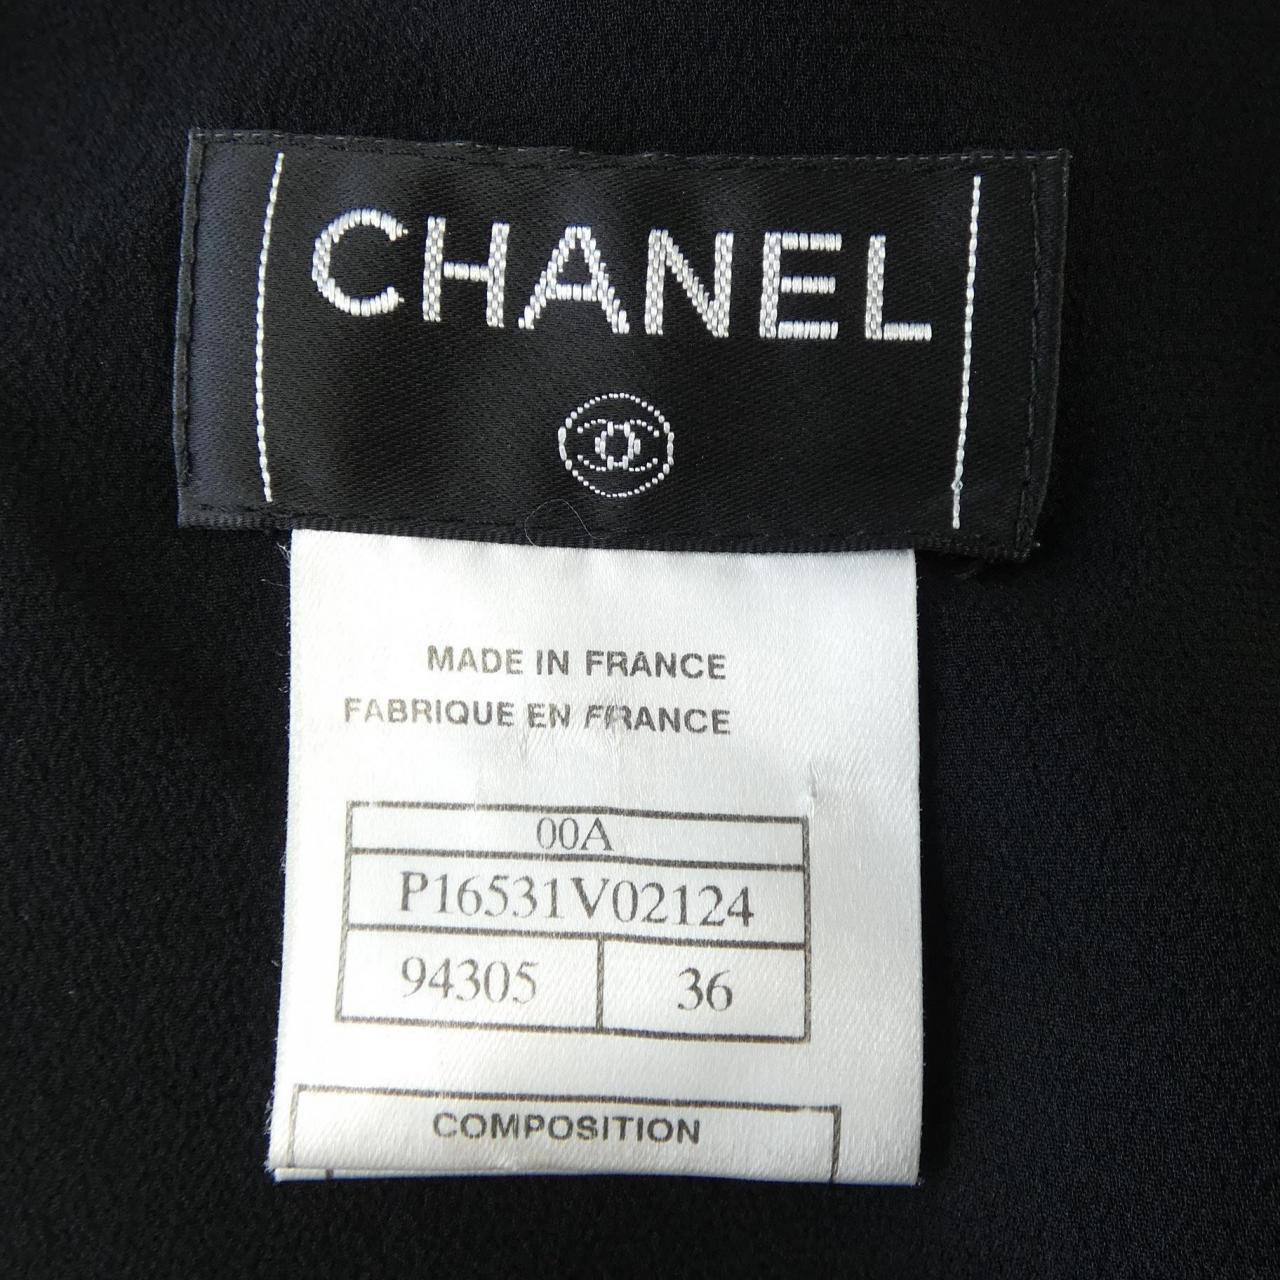 CHANEL
MADE IN FRANCE
FABRIQUE EN FRANCE
00A
P16531V02124
94305 36
COMPOSITION